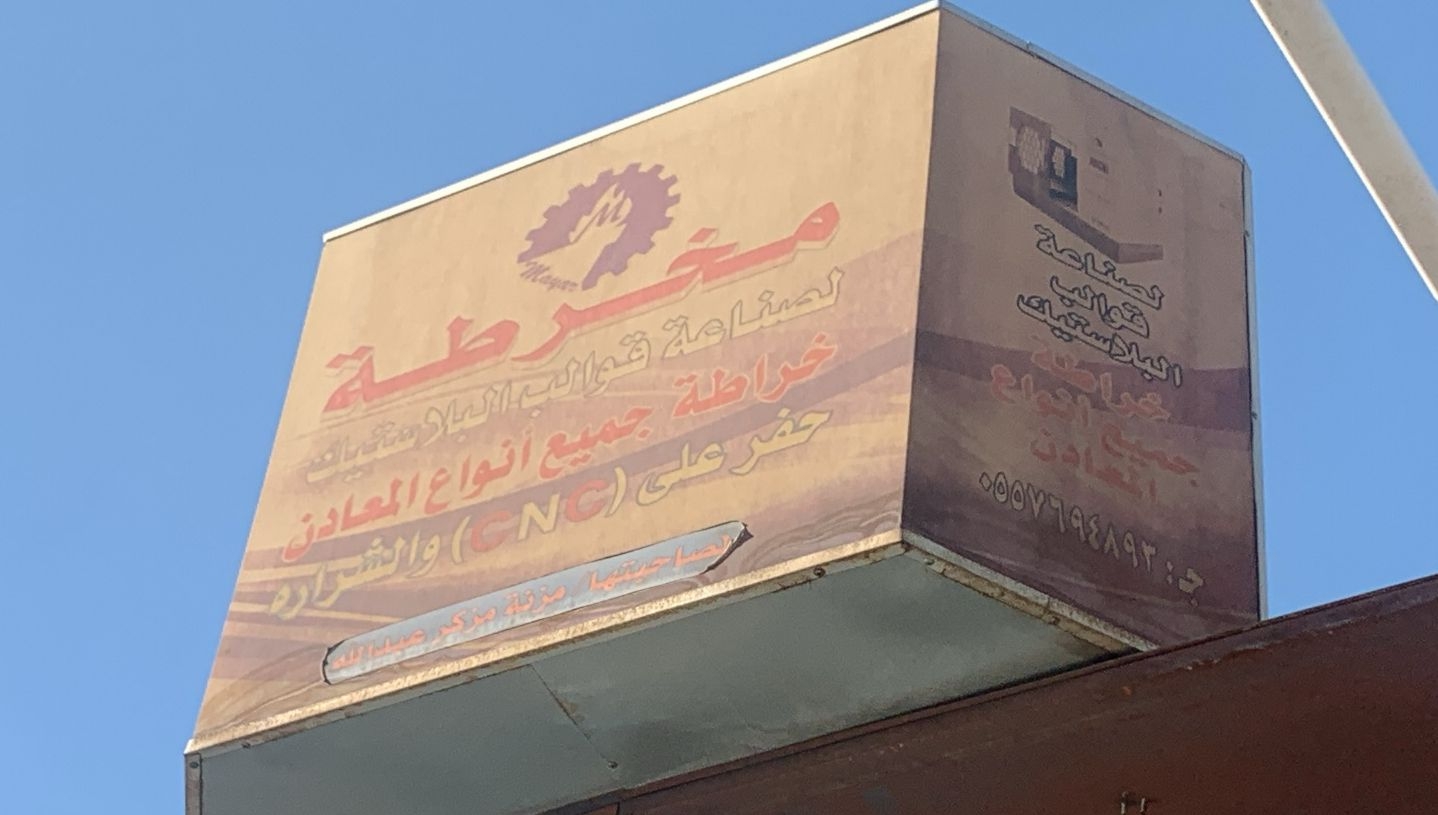 M
Mayar
مخرطة
لصناعة قوالب البلاستيك
خراطة جميع أنواع المعادن
حفر على (CNC) والشراره
لصاحبتها/ مزنة مزكر عبدالله
لصناعة
قوالب
البلاستيك
خراطة
جميع أنواع
المعادن
ج: ٠٥٥٧٦٩٤٨٩٣